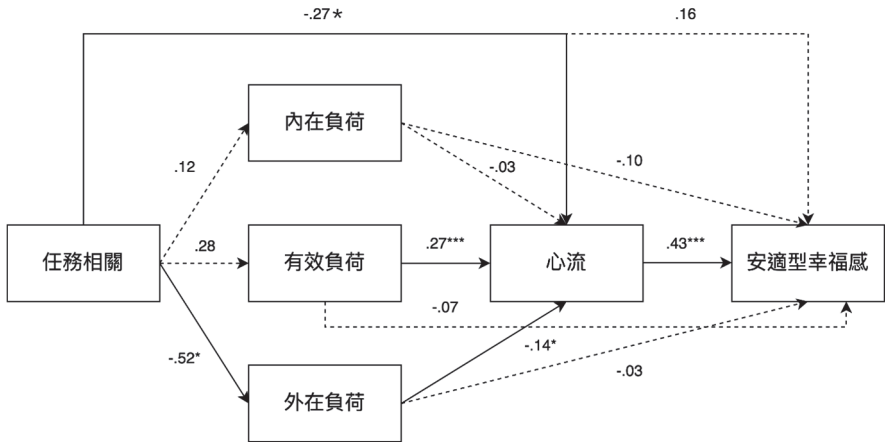 -.27*
.16
內在負荷
.12
-.03
-.10
任務相關
.28
有效負荷
.27***
心流
.43***
安適型幸福感
-.07
-.52*
-.14*
-.03
外在負荷